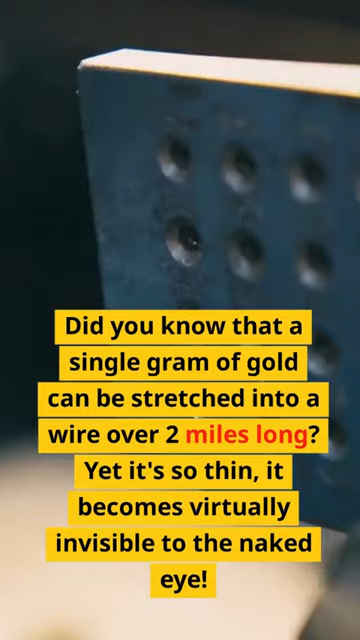 Did you know that a
single gram of gold
can be stretched into a
wire over 2 miles long?
Yet it's so thin, it
becomes virtually
invisible to the naked
eye!